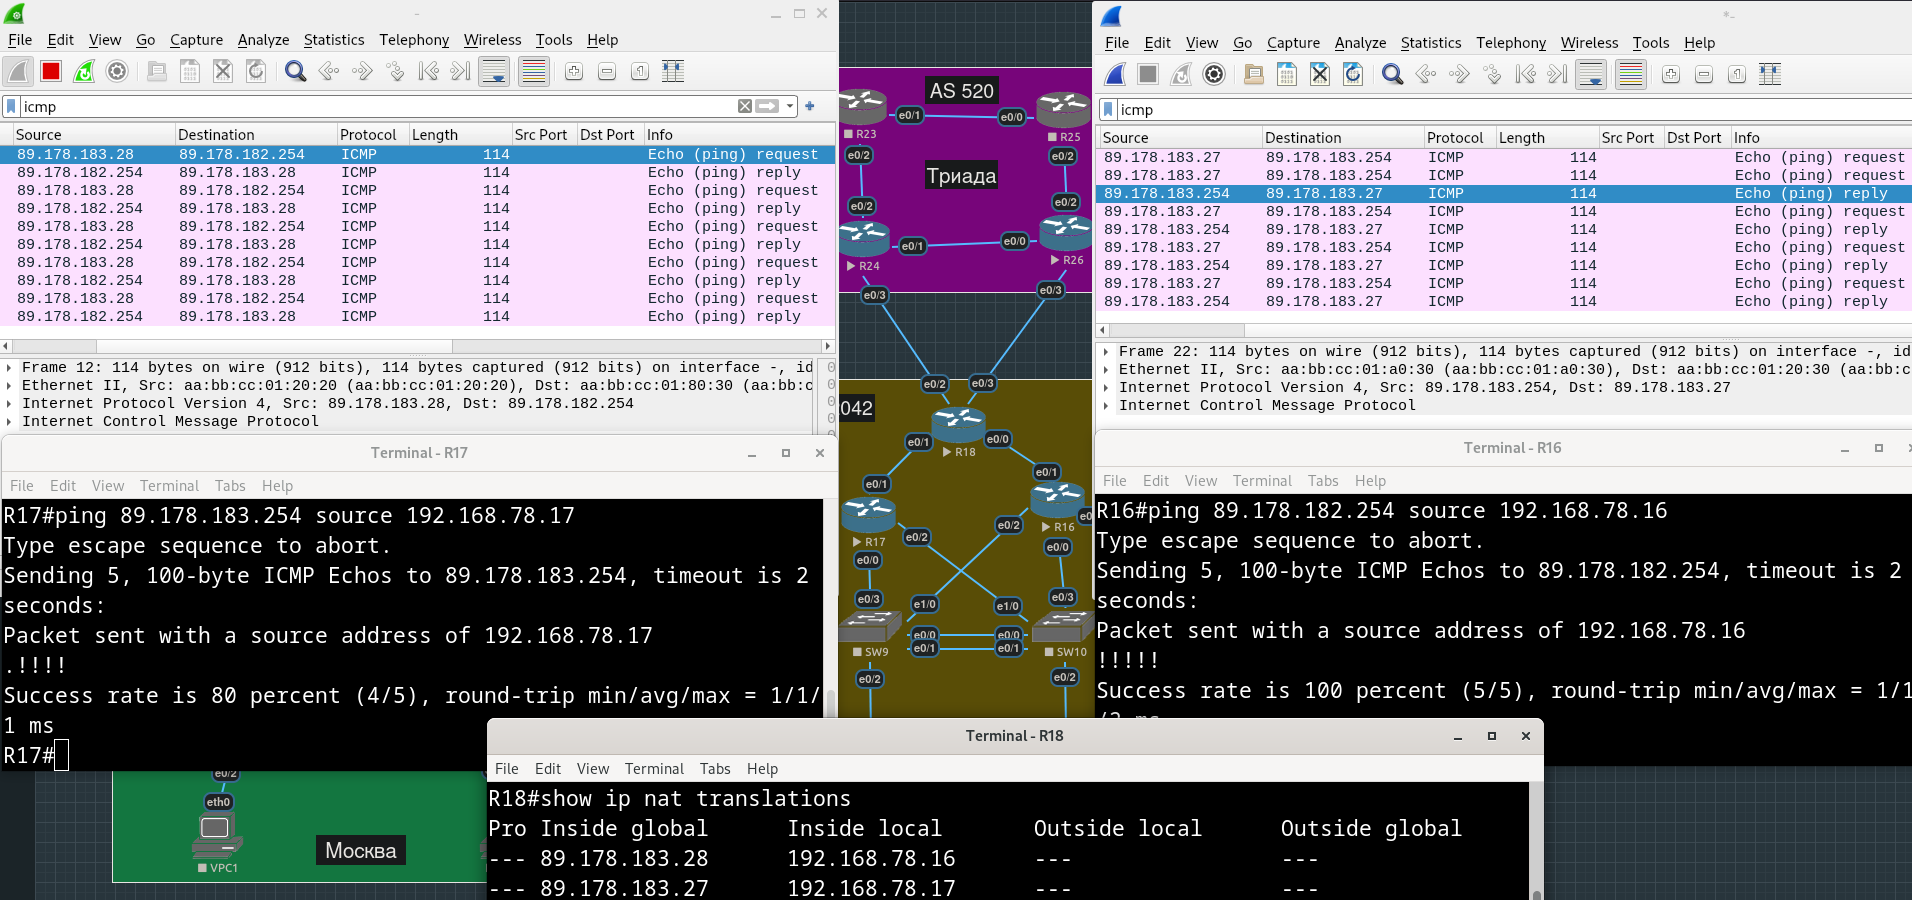 -
File Edit View Go Capture Analyze Statistics Telephony Wireless Tools Help
icmp
Source Destination Protocol Length Src Port Dst Port Info
89.178.183.28 89.178.182.254 ICMP 114 Echo (ping) request
89.178.182.254 89.178.183.28 ICMP 114 Echo (ping) reply
89.178.183.28 89.178.182.254 ICMP 114 Echo (ping) request
89.178.182.254 89.178.183.28 ICMP 114 Echo (ping) reply
89.178.183.28 89.178.182.254 ICMP 114 Echo (ping) request
89.178.182.254 89.178.183.28 ICMP 114 Echo (ping) reply
89.178.183.28 89.178.182.254 ICMP 114 Echo (ping) request
89.178.182.254 89.178.183.28 ICMP 114 Echo (ping) reply
89.178.183.28 89.178.182.254 ICMP 114 Echo (ping) request
89.178.182.254 89.178.183.28 ICMP 114 Echo (ping) reply
Frame 12: 114 bytes on wire (912 bits), 114 bytes captured (912 bits) on interface -, id
Ethernet II, Src: aa:bb:cc:01:20:20 (aa:bb:cc:01:20:20), Dst: aa:bb:cc:01:80:30 (aa:bb:c
Internet Protocol Version 4, Src: 89.178.183.28, Dst: 89.178.182.254
Internet Control Message Protocol
0
0
0
0
Terminal - R17
File Edit View Terminal Tabs Help
R17#ping 89.178.183.254 source 192.168.78.17
Type escape sequence to abort.
Sending 5, 100-byte ICMP Echos to 89.178.183.254, timeout is 2
seconds:
Packet sent with a source address of 192.168.78.17
.!!!!
Success rate is 80 percent (4/5), round-trip min/avg/max = 1/1/
1 ms
R17#
AS 520
e0/1 e0/0
R23 R25
e0/2 e0/2
Триада
e0/2 e0/2
e0/1 e0/0
R24 R26
e0/3 e0/3
e0/2 e0/3
042
R18
e0/1 e0/0
e0/1 e0/1
e0/2 e0/2
R17 R16
e0/0 e0/0
e0/3 e0/3
e1/0 e1/0
e0/0 e0/0
e0/1 e0/1
SW9 SW10
e0/2 e0/2
*-
File Edit View Go Capture Analyze Statistics Telephony Wireless Tools Help
icmp
Source Destination Protocol Length Src Port Dst Port Info
89.178.183.27 89.178.183.254 ICMP 114 Echo (ping) request
89.178.183.27 89.178.183.254 ICMP 114 Echo (ping) request
89.178.183.254 89.178.183.27 ICMP 114 Echo (ping) reply
89.178.183.27 89.178.183.254 ICMP 114 Echo (ping) request
89.178.183.254 89.178.183.27 ICMP 114 Echo (ping) reply
89.178.183.27 89.178.183.254 ICMP 114 Echo (ping) request
89.178.183.254 89.178.183.27 ICMP 114 Echo (ping) reply
89.178.183.27 89.178.183.254 ICMP 114 Echo (ping) request
89.178.183.254 89.178.183.27 ICMP 114 Echo (ping) reply
Frame 22: 114 bytes on wire (912 bits), 114 bytes captured (912 bits) on interface -, id
Ethernet II, Src: aa:bb:cc:01:a0:30 (aa:bb:cc:01:a0:30), Dst: aa:bb:cc:01:20:30 (aa:bb:c
Internet Protocol Version 4, Src: 89.178.183.254, Dst: 89.178.183.27
Internet Control Message Protocol
Terminal - R16
File Edit View Terminal Tabs Help
R16#ping 89.178.182.254 source 192.168.78.16
Type escape sequence to abort.
Sending 5, 100-byte ICMP Echos to 89.178.182.254, timeout is 2
seconds:
Packet sent with a source address of 192.168.78.16
!!!!!
Success rate is 100 percent (5/5), round-trip min/avg/max = 1/1
e0/2
eth0
VPC1
Москва
Terminal - R18
File Edit View Terminal Tabs Help
R18#show ip nat translations
Pro Inside global Inside local Outside local Outside global
--- 89.178.183.28 192.168.78.16 --- ---
--- 89.178.183.27 192.168.78.17 --- ---